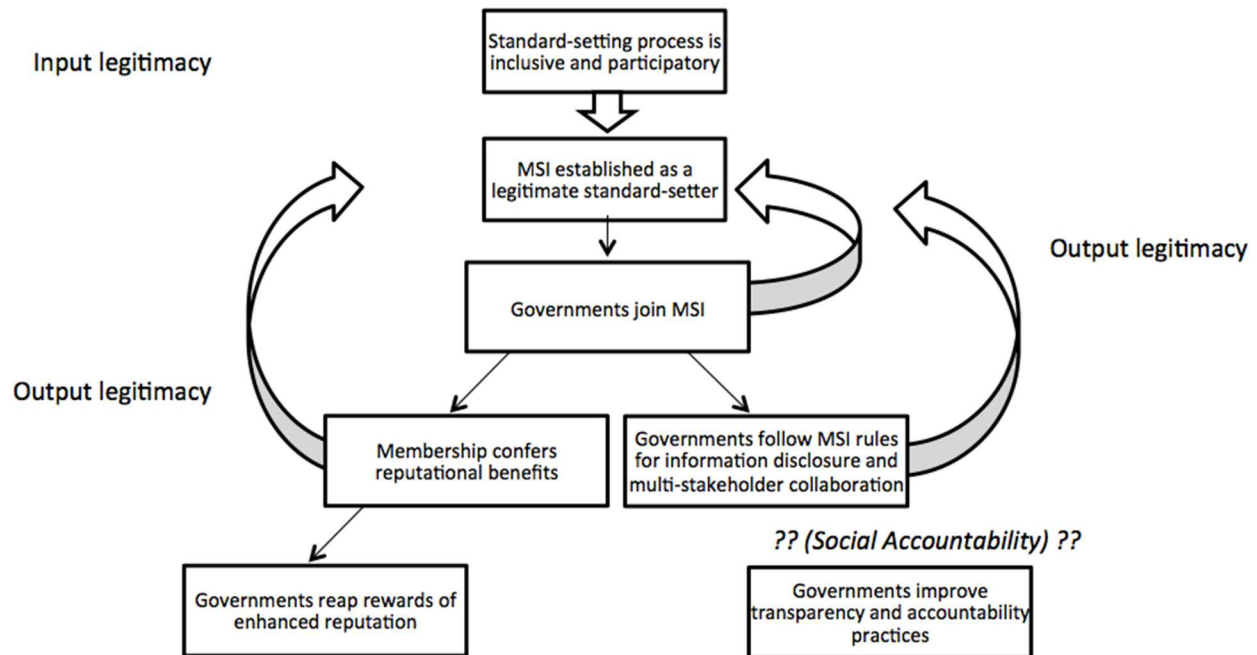 Standard-setting process is
inclusive and participatory
Input legitimacy
MSI established as a
legitimate standard-setter
Output legitimacy
Governments join MSI
Output legitimacy
Membership confers
reputational benefits
Governments follow MSI rules
for information disclosure and
multi-stakeholder collaboration
?? (Social Accountability) ??
Governments reap rewards of
enhanced reputation
Governments improve
transparency and accountability
practices